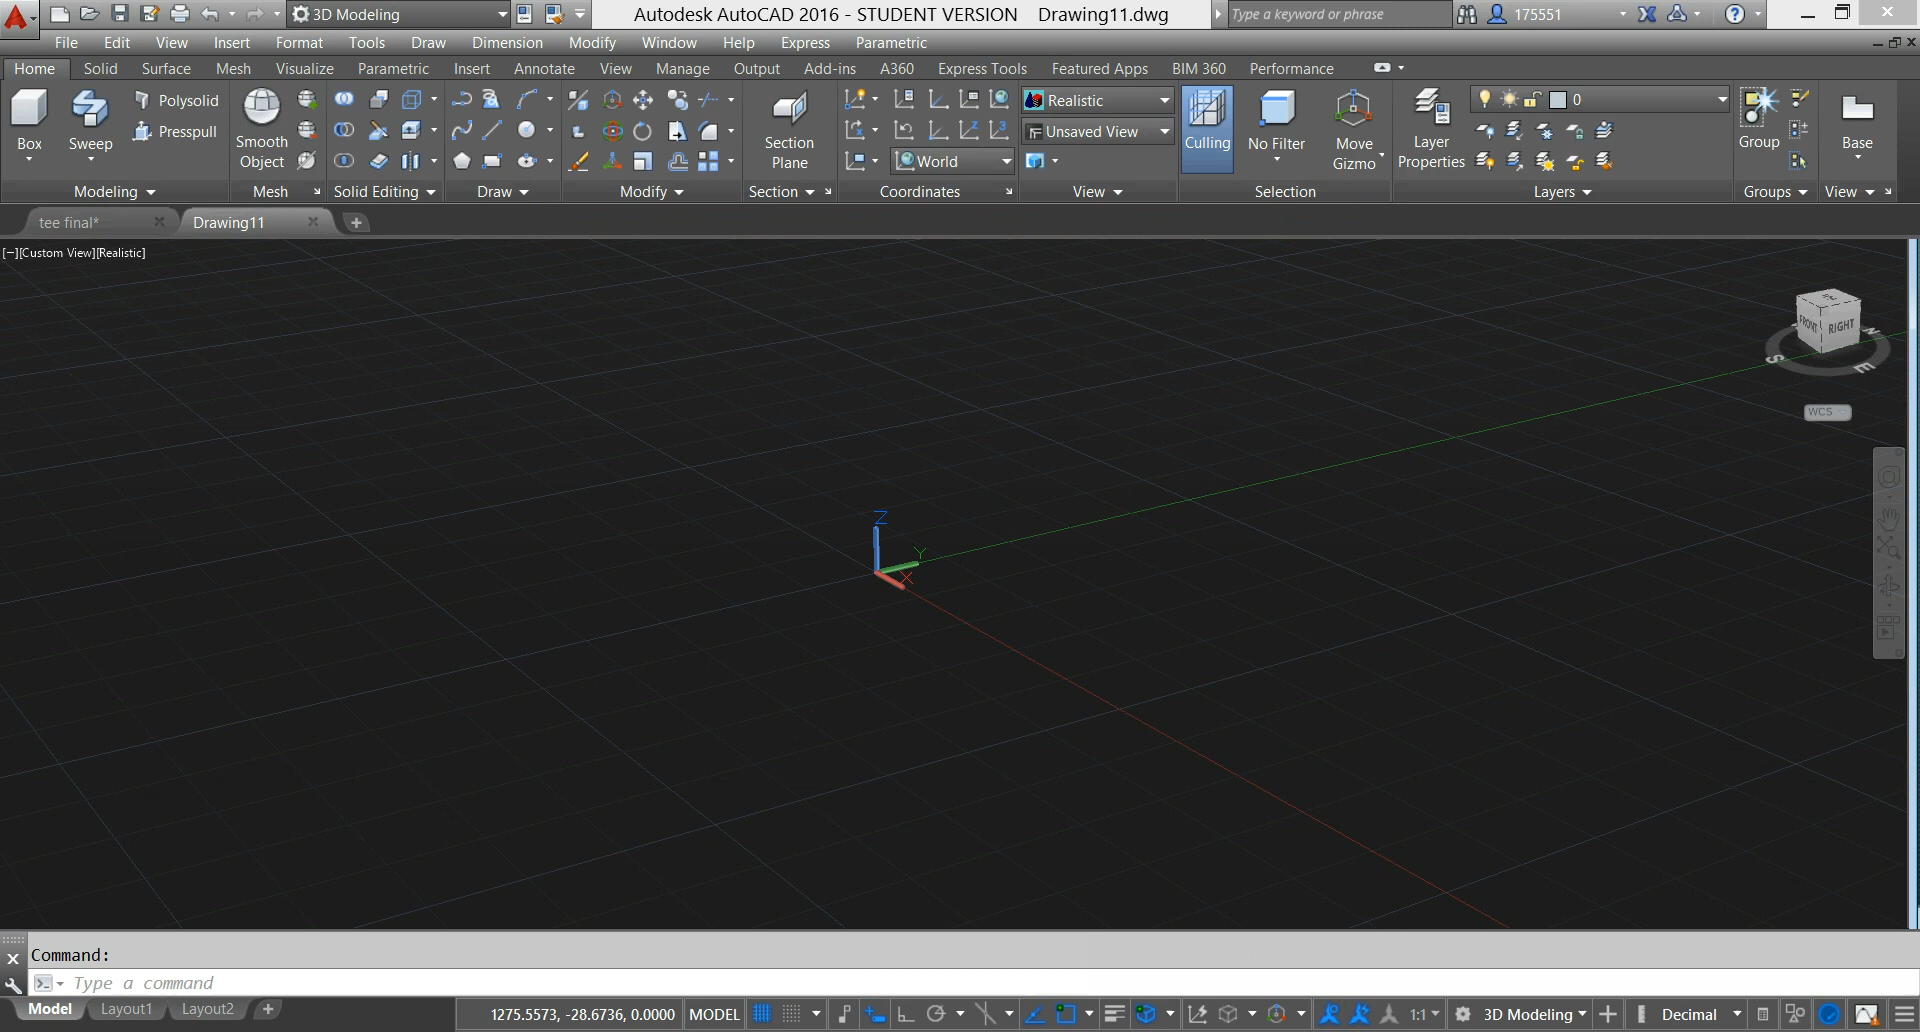 3D Modeling
Autodesk AutoCAD 2016 - STUDENT VERSION Drawing11.dwg
Type a keyword or phrase
175551
File Edit View Insert Format Tools Draw Dimension Modify Window Help Express Parametric
Home Solid Surface Mesh Visualize Parametric Insert Annotate View Manage Output Add-ins A360 Express Tools Featured Apps BIM 360 Performance
Box
Sweep
Polysolid
Presspull
Smooth
Object
Section
Plane
World
Realistic
Unsaved View
Culling
No Filter
Move
Gizmo
Layer
Properties
0
Group
Base
Modeling Mesh Solid Editing Draw Modify Section Coordinates View Selection Layers Groups View
tee final* Drawing11
[−][Custom View][Realistic]
FRONT RIGHT
S E N
WCS
Z
Y
X
Command:
Type a command
Model Layout1 Layout2
1275.5573, -28.6736, 0.0000 MODEL 1:1 3D Modeling Decimal